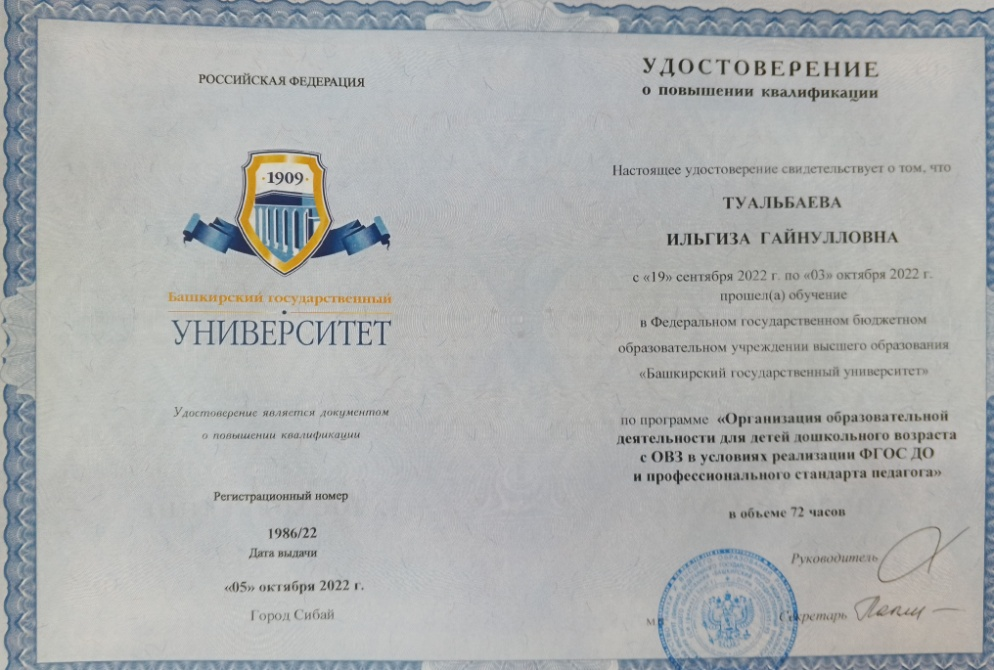 РОССИЙСКАЯ ФЕДЕРАЦИЯ
·1909·
Башкирский государственный
УНИВЕРСИТЕТ
Удостоверение является документом
о повышении квалификации
Регистрационный номер
1986/22
Дата выдачи
«05» октября 2022 г.
Город Сибай
УДОСТОВЕРЕНИЕ
о повышении квалификации
Настоящее удостоверение свидетельствует о том, что
ТУАЛЬБАЕВА
ИЛЬГИЗА ГАЙНУЛЛОВНА
с «19» сентября 2022 г. по «03» октября 2022 г.
прошел(а) обучение
в Федеральном государственном бюджетном
образовательном учреждении высшего образования
«Башкирский государственный университет»
по программе «Организация образовательной
деятельности для детей дошкольного возраста
с ОВЗ в условиях реализации ФГОС ДО
и профессионального стандарта педагога»
в объеме 72 часов
Руководитель
Секретарь